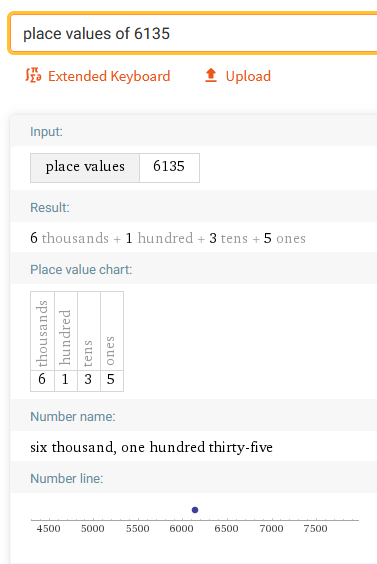 place values of 6135
Extended Keyboard Upload
Input:
place values 6135
Result:
6 thousands + 1 hundred + 3 tens + 5 ones
Place value chart:
thousands hundred tens ones
6 1 3 5
Number name:
six thousand, one hundred thirty-five
Number line:
4500 5000 5500 6000 6500 7000 7500